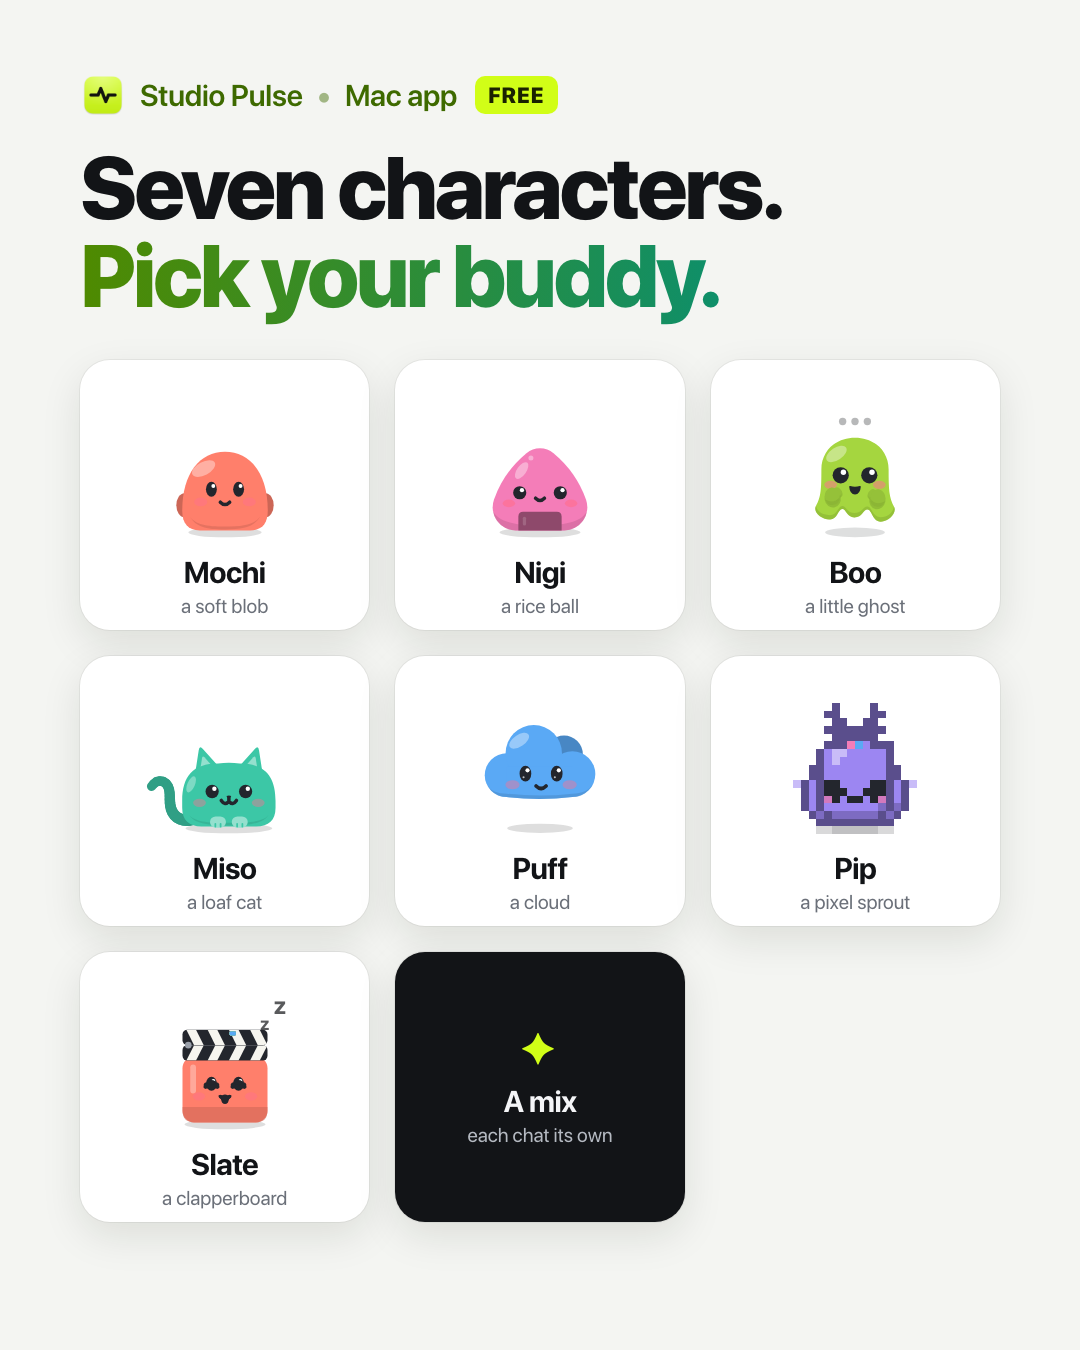 Studio Pulse • Mac app FREE
Seven characters.
Pick your buddy.
Mochi
a soft blob
Nigi
a rice ball
Boo
a little ghost
Miso
a loaf cat
Puff
a cloud
Pip
a pixel sprout
z
z
Slate
a clapperboard
A mix
each chat its own